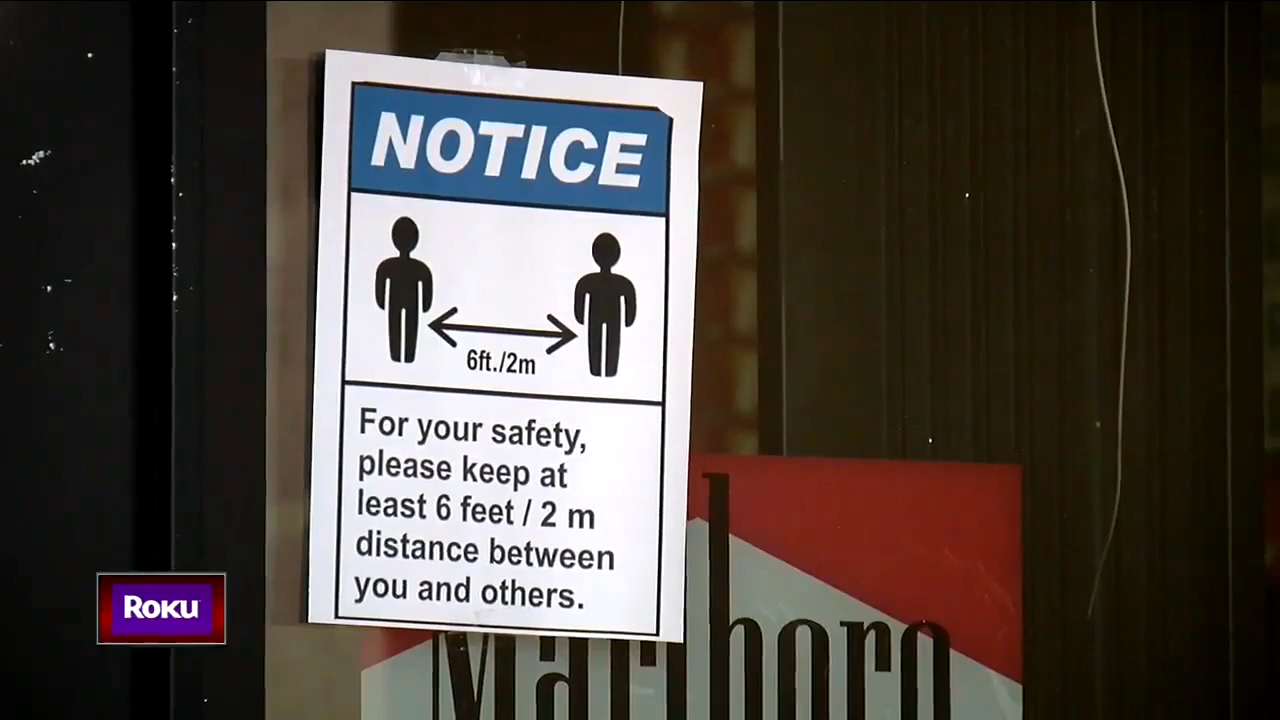 NOTICE
6ft./2m
For your safety,
please keep at
least 6 feet / 2 m
distance between
you and others.
Roku
Marlboro